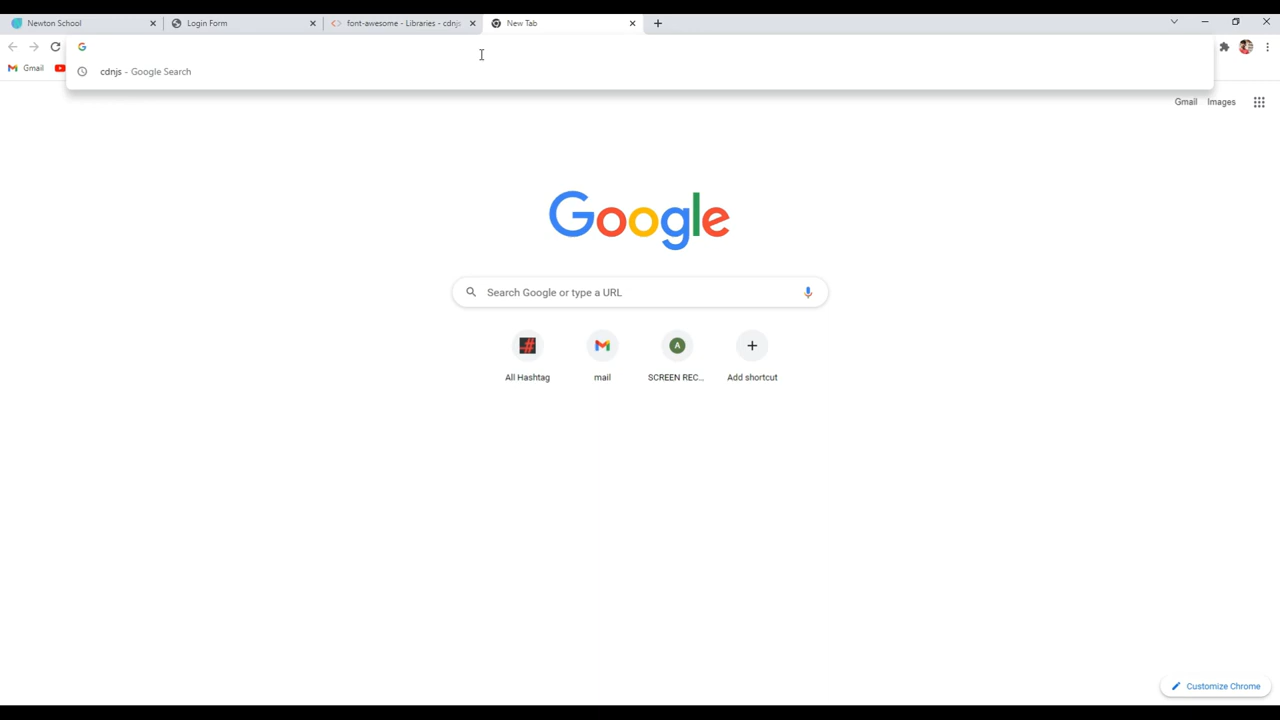 Newton School
Login Form
font-awesome - Libraries - cdnjs
New Tab
cdnjs - Google Search
Gmail
Gmail Images
Google
Search Google or type a URL
All Hashtag
mail
A
SCREEN REC...
Add shortcut
Customize Chrome